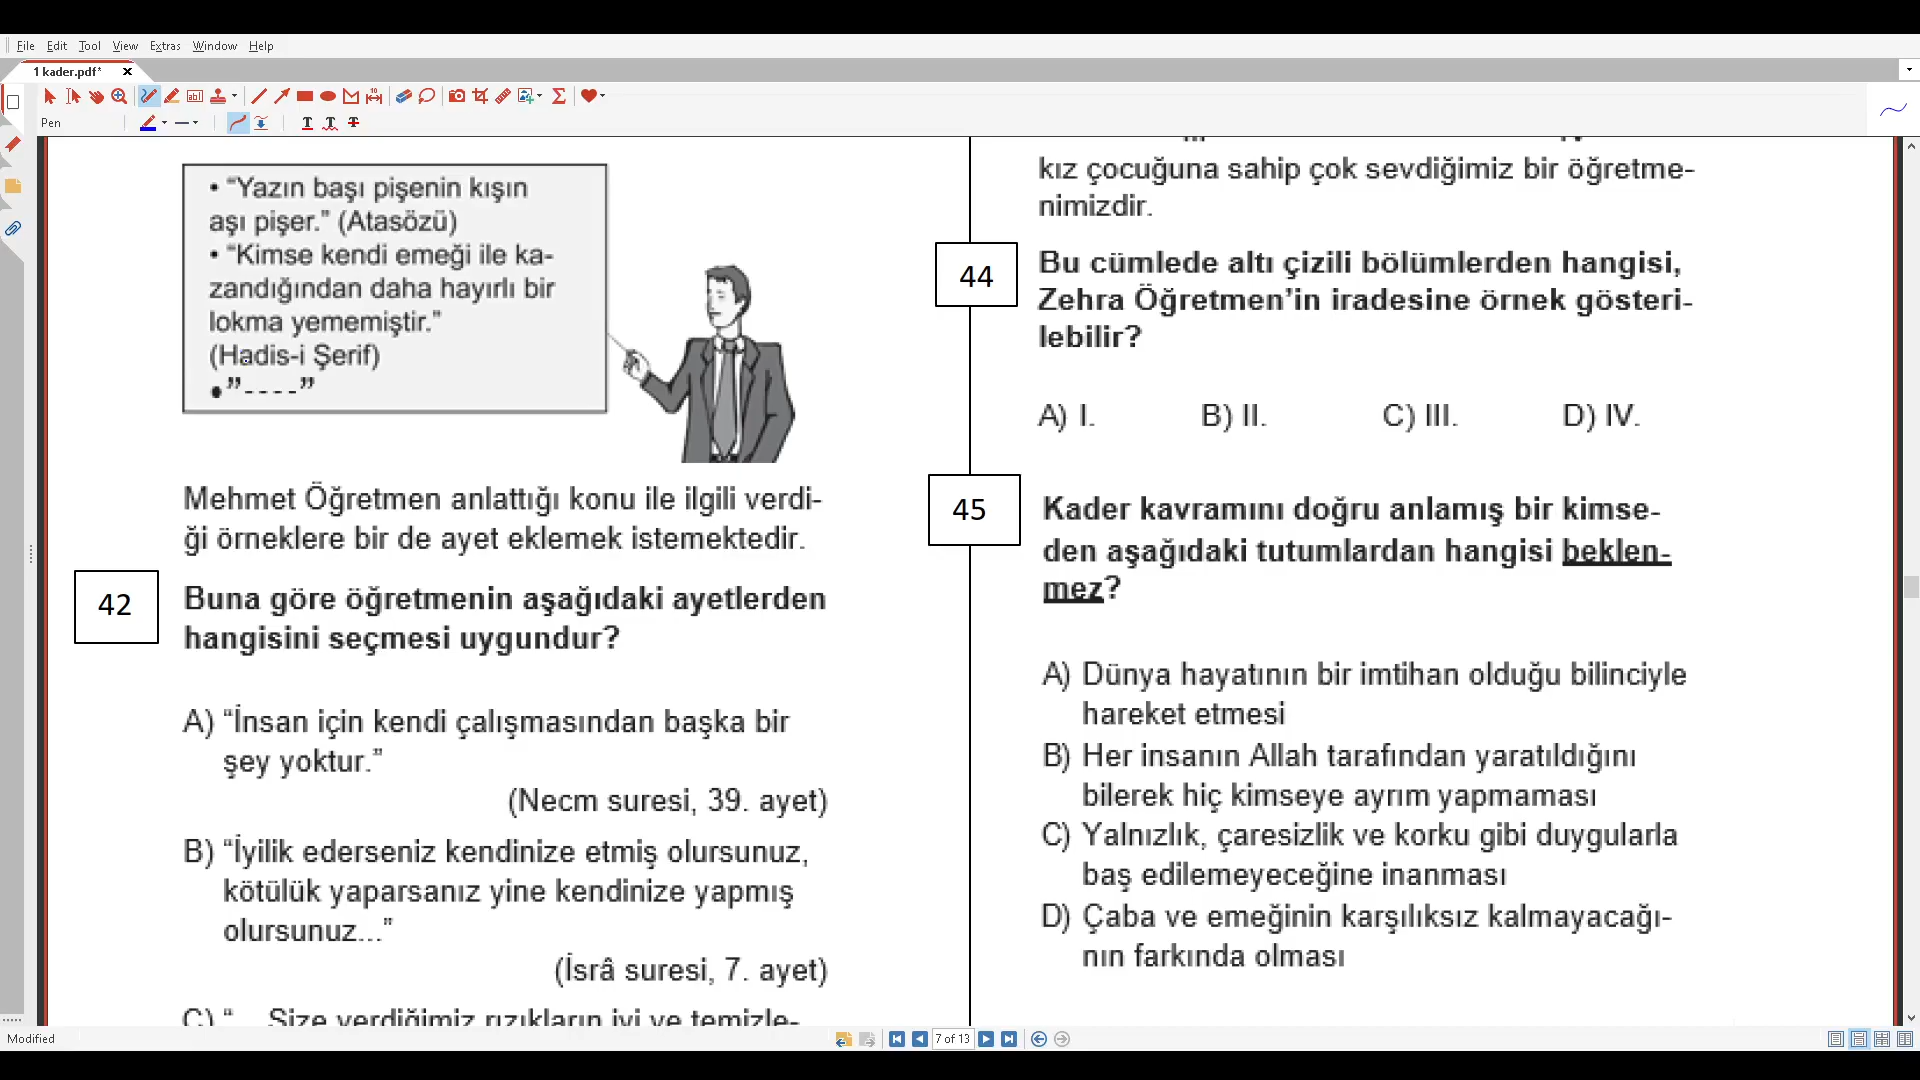 File Edit Tool View Extras Window Help
1 kader.pdf*
Pen
• “Yazın başı pişenin kışın
aşı pişer.” (Atasözü)
• “Kimse kendi emeği ile ka-
zandığından daha hayırlı bir
lokma yememiştir.”
(Hadis-i Şerif)
•”----”
Mehmet Öğretmen anlattığı konu ile ilgili verdi-
ği örneklere bir de ayet eklemek istemektedir.
42
Buna göre öğretmenin aşağıdaki ayetlerden
hangisini seçmesi uygundur?
A) “İnsan için kendi çalışmasından başka bir
şey yoktur.”
(Necm suresi, 39. ayet)
B) “İyilik ederseniz kendinize etmiş olursunuz,
kötülük yaparsanız yine kendinize yapmış
olursunuz...”
(İsrâ suresi, 7. ayet)
C) “... Size verdiğimiz rızıkların iyi ve temizle-
kız çocuğuna sahip çok sevdiğimiz bir öğretme-
nimizdir.
44
Bu cümlede altı çizili bölümlerden hangisi,
Zehra Öğretmen’in iradesine örnek gösteri-
lebilir?
A) I. B) II. C) III. D) IV.
45
Kader kavramını doğru anlamış bir kimse-
den aşağıdaki tutumlardan hangisi beklen-
mez?
A) Dünya hayatının bir imtihan olduğu bilinciyle
hareket etmesi
B) Her insanın Allah tarafından yaratıldığını
bilerek hiç kimseye ayrım yapmaması
C) Yalnızlık, çaresizlik ve korku gibi duygularla
baş edilemeyeceğine inanması
D) Çaba ve emeğinin karşılıksız kalmayacağı-
nın farkında olması
Modified
7 of 13